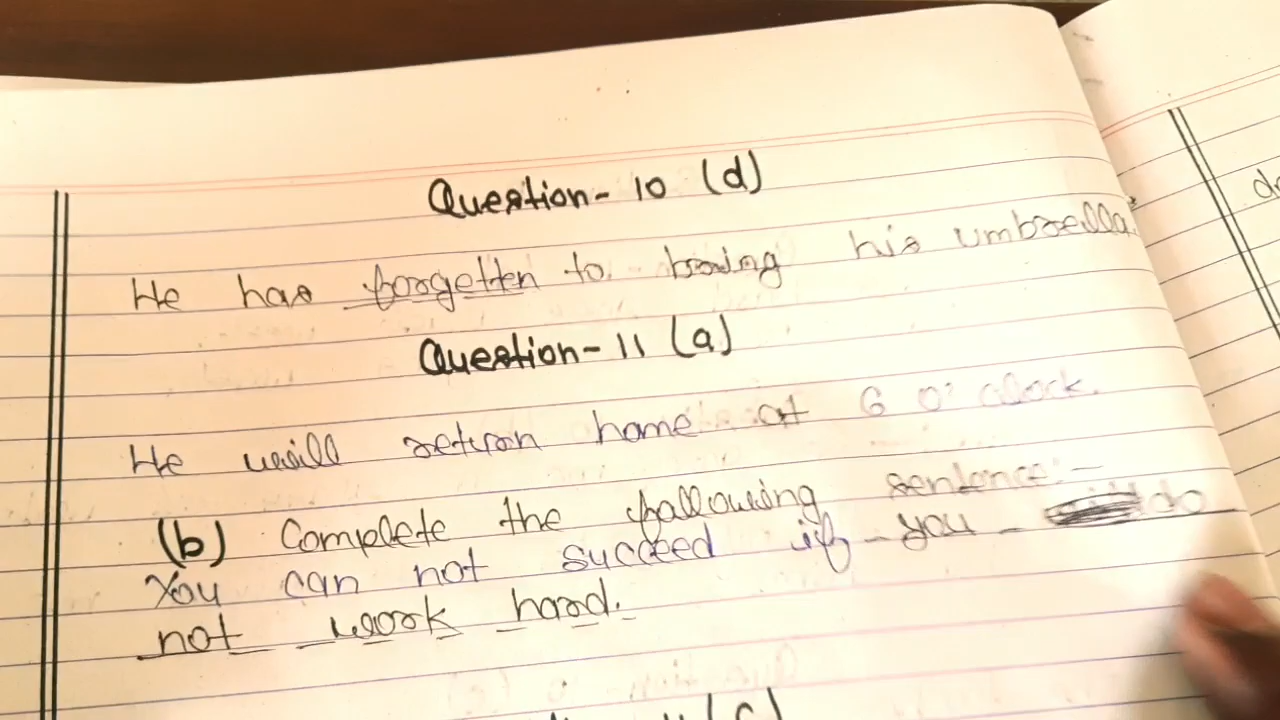 Question- 10 (d)
He has forgetten to bring his umbrella.
Question- 11 (a)
He will return home at 6 o' clock.
(b) Complete the following sentence:-
You can not succeed if you do
not work hard.
(c)